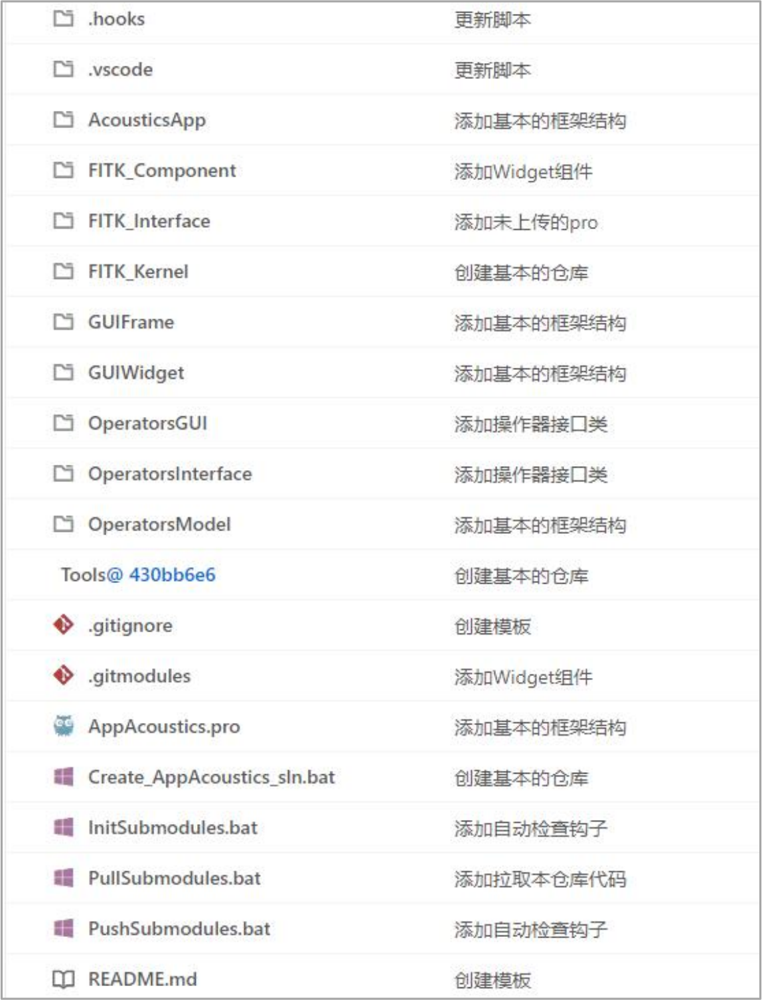 .hooks 更新脚本
.vscode 更新脚本
AcousticsApp 添加基本的框架结构
FITK_Component 添加Widget组件
FITK_Interface 添加未上传的pro
FITK_Kernel 创建基本的仓库
GUIFrame 添加基本的框架结构
GUIWidget 添加基本的框架结构
OperatorsGUI 添加操作器接口类
OperatorsInterface 添加操作器接口类
OperatorsModel 添加基本的框架结构
Tools@ 430bb6e6 创建基本的仓库
.gitignore 创建模板
.gitmodules 添加Widget组件
AppAcoustics.pro 添加基本的框架结构
Create_AppAcoustics_sln.bat 创建基本的仓库
InitSubmodules.bat 添加自动检查钩子
PullSubmodules.bat 添加拉取本仓库代码
PushSubmodules.bat 添加自动检查钩子
README.md 创建模板